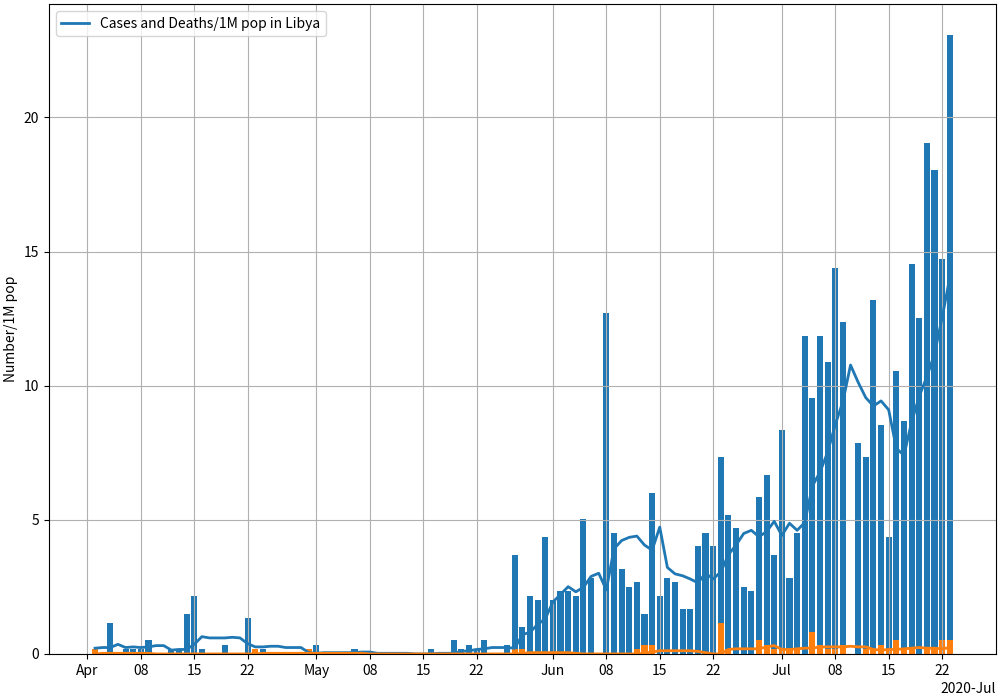 Cases and Deaths/1M pop in Libya
Number/1M pop
20
15
10
5
0
Apr 08 15 22 May 08 15 22 Jun 08 15 22 Jul 08 15 22
2020-Jul